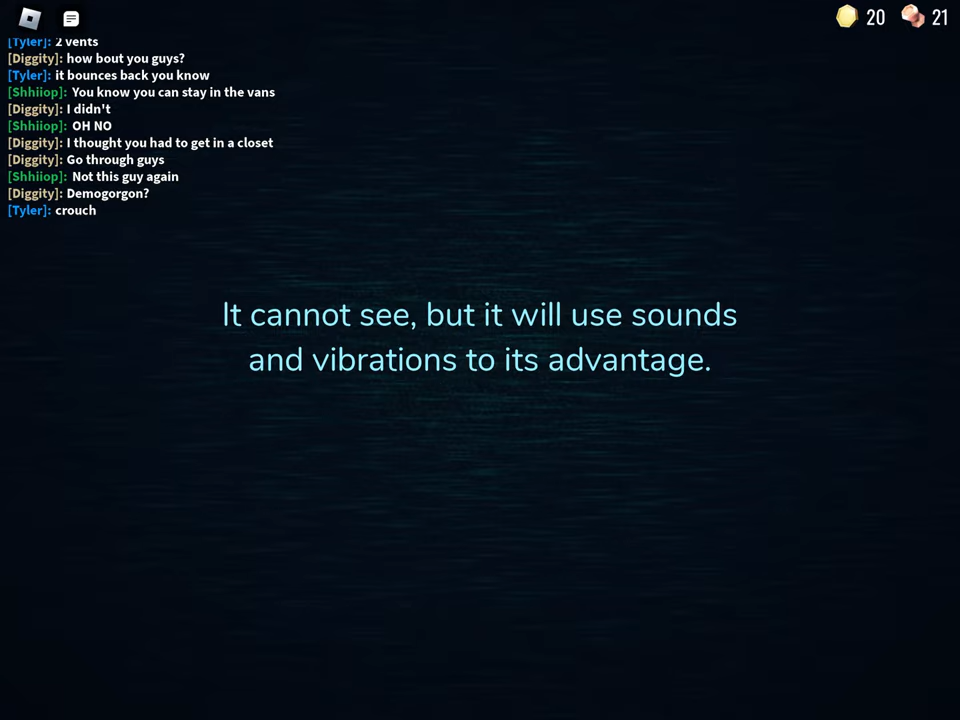 20
21
[Tyler]: 2 vents
[Diggity]: how bout you guys?
[Tyler]: it bounces back you know
[Shhiiop]: You know you can stay in the vans
[Diggity]: I didn't
[Shhiiop]: OH NO
[Diggity]: I thought you had to get in a closet
[Diggity]: Go through guys
[Shhiiop]: Not this guy again
[Diggity]: Demogorgon?
[Tyler]: crouch
It cannot see, but it will use sounds
and vibrations to its advantage.